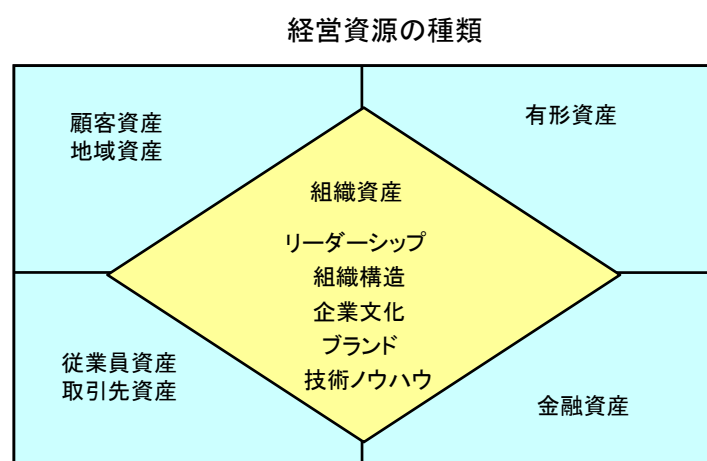 経営資源の種類
顧客資産
地域資産
有形資産
組織資産
リーダーシップ
組織構造
企業文化
ブランド
技術ノウハウ
従業員資産
取引先資産
金融資産